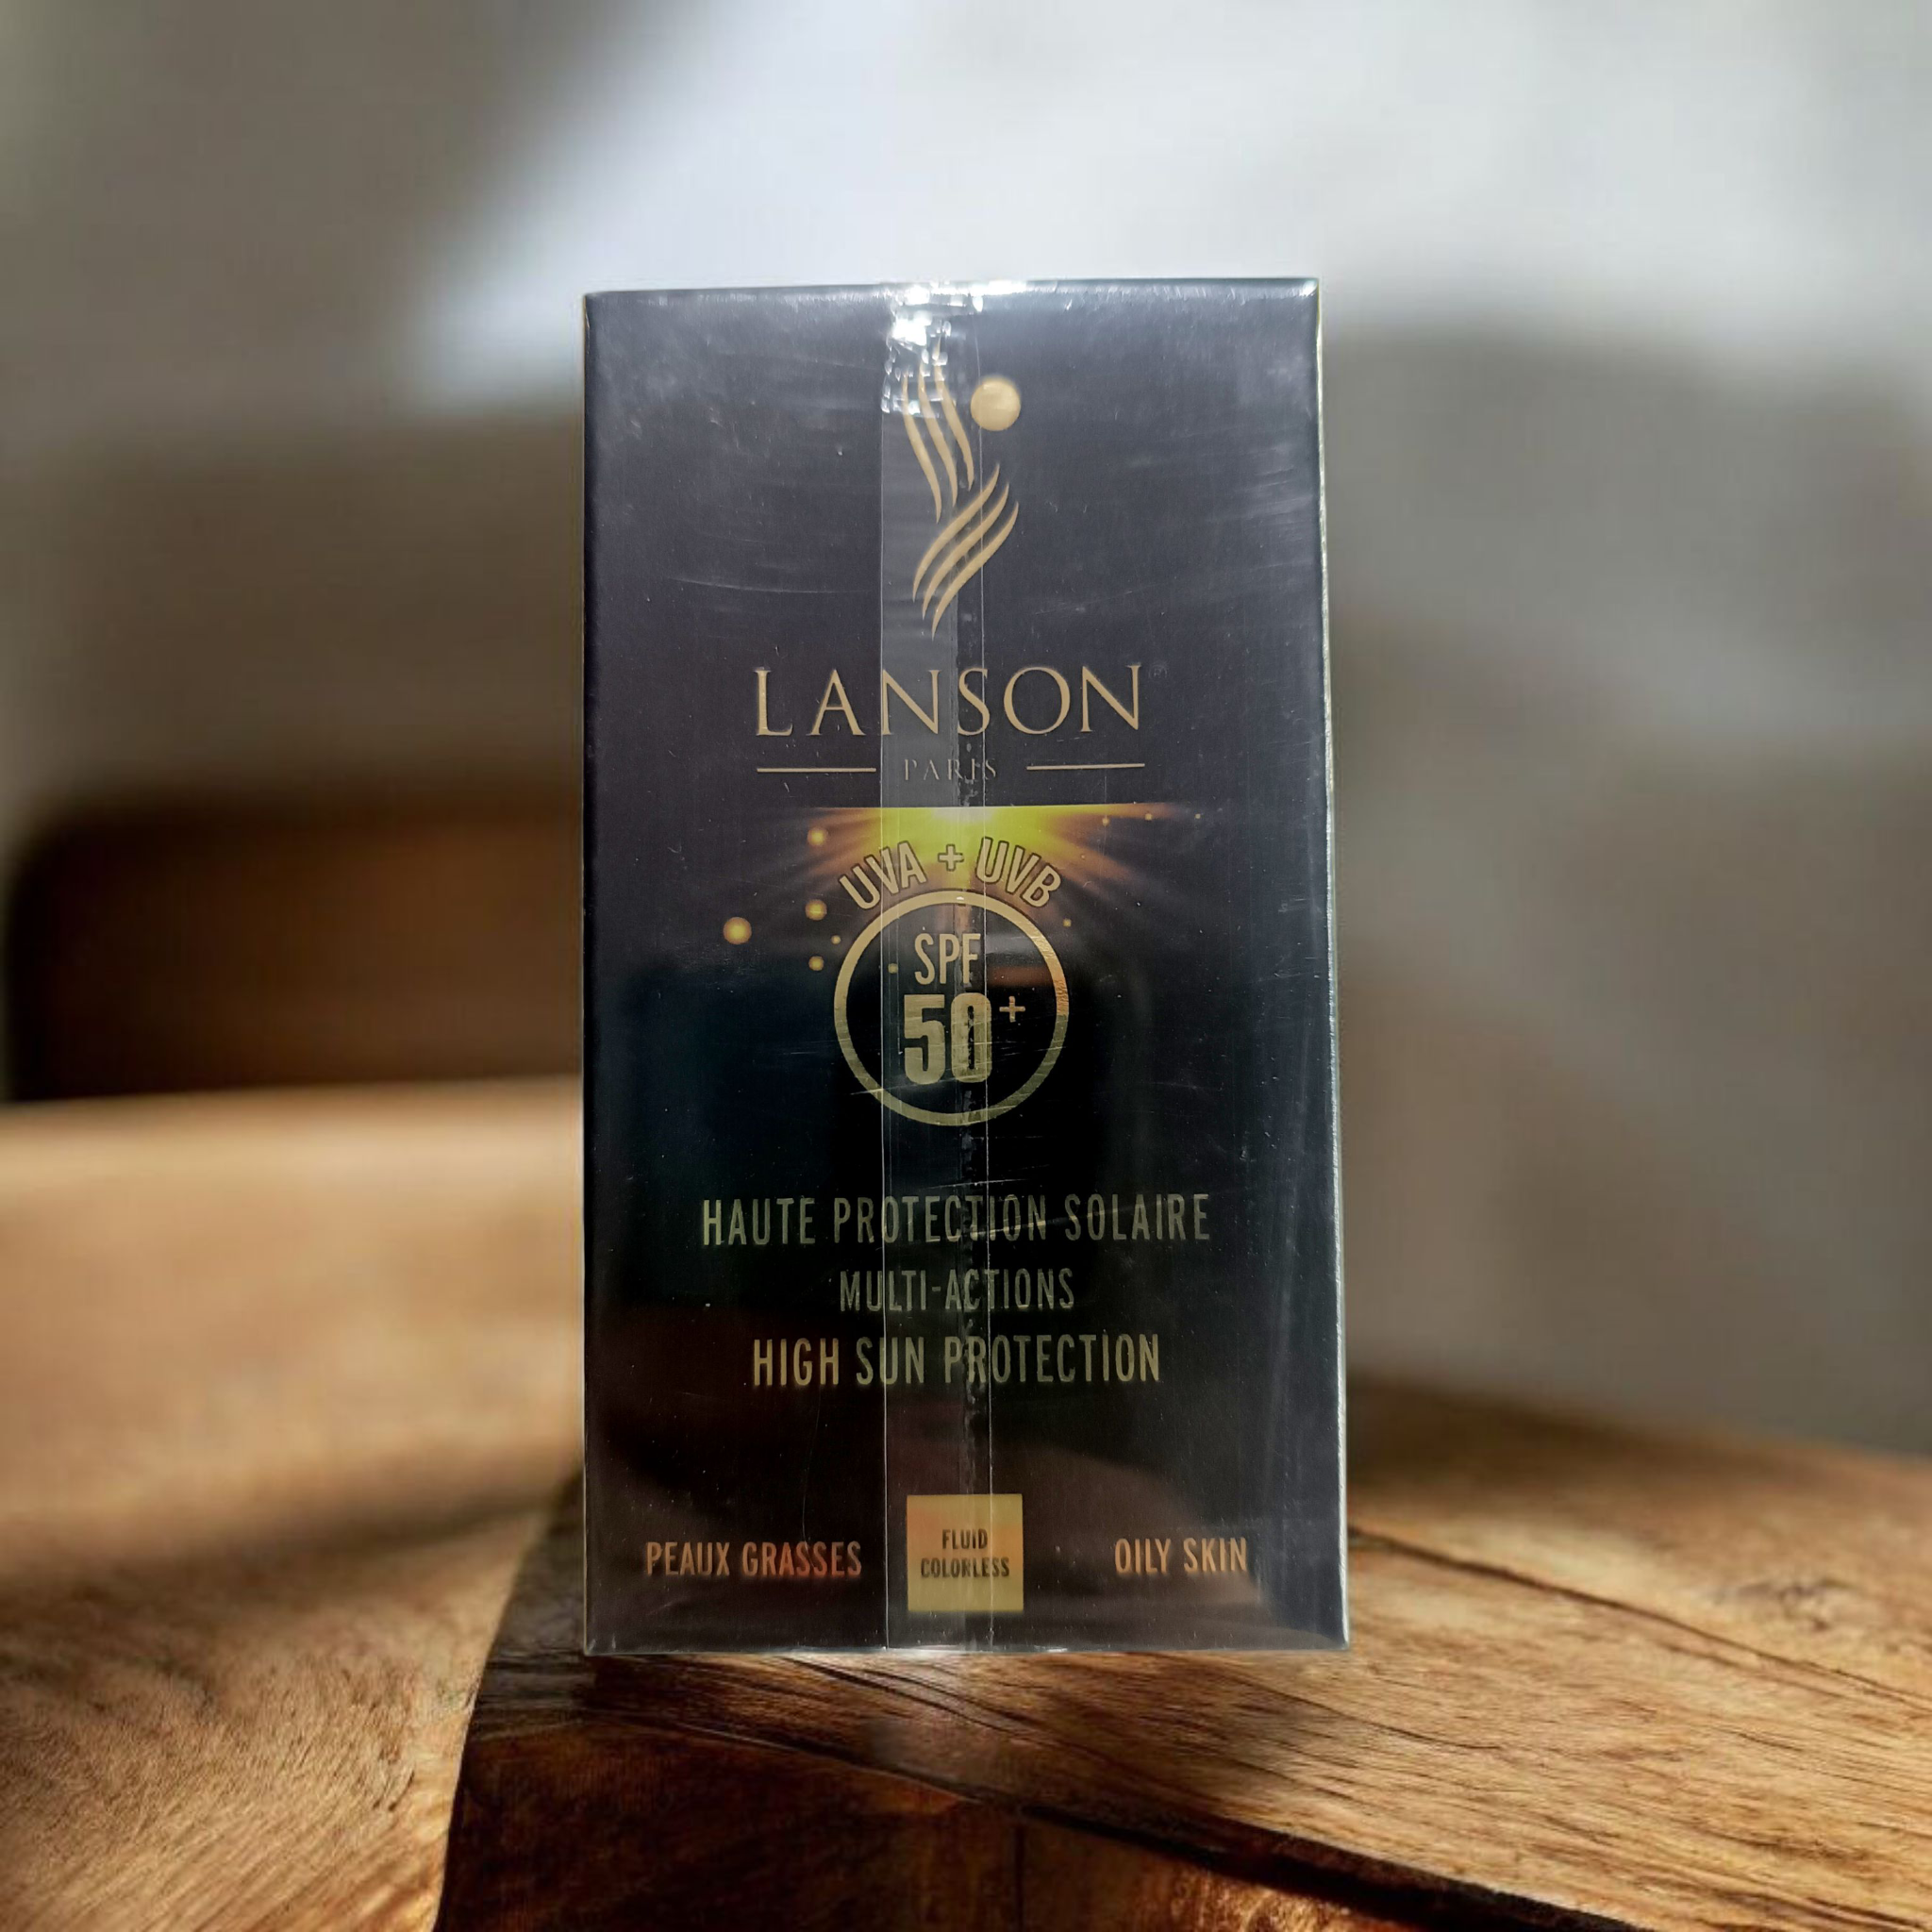 LANSON
PARIS
UVA + UVB
SPF
50+
HAUTE PROTECTION SOLAIRE
MULTI-ACTIONS
HIGH SUN PROTECTION
PEAUX GRASSES
FLUID
COLORLESS
OILY SKIN